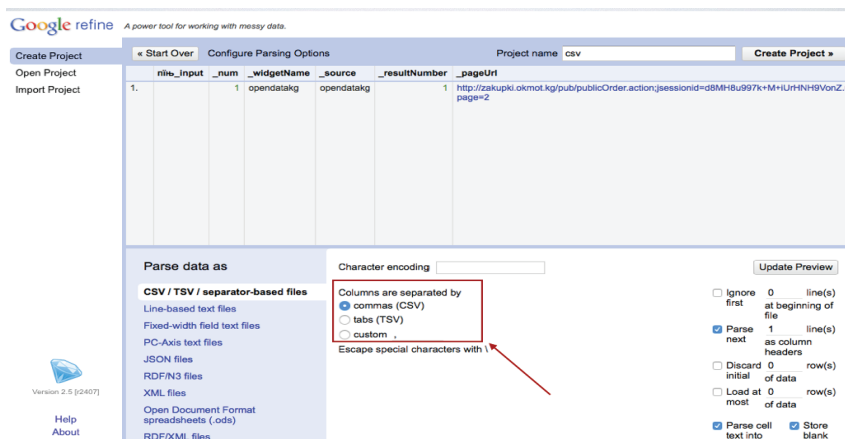 Google refine A power tool for working with messy data.
Create Project
Open Project
Import Project
« Start Over Configure Parsing Options Project name csv Create Project »
_input _num _widgetName _source _resultNumber _pageUrl
1. 1 opendatakg opendatakg 1 http://zakupki.okmot.kg/pub/publicOrder.action;jsessionid=d8MH8u997k+M+iUrHNH9VonZ.
page=2
Parse data as
CSV / TSV / separator-based files
Line-based text files
Fixed-width field text files
PC-Axis text files
JSON files
RDF/N3 files
XML files
Open Document Format
spreadsheets (.ods)
RDF/XML files
Character encoding
Columns are separated by
commas (CSV)
tabs (TSV)
custom ,
Escape special characters with \
Update Preview
Ignore first 0 line(s) at beginning of file
Parse next 1 line(s) as column headers
Discard initial 0 row(s) of data
Load at most 0 row(s) of data
Parse cell text into
Store blank
Version 2.5 [r2407]
Help
About